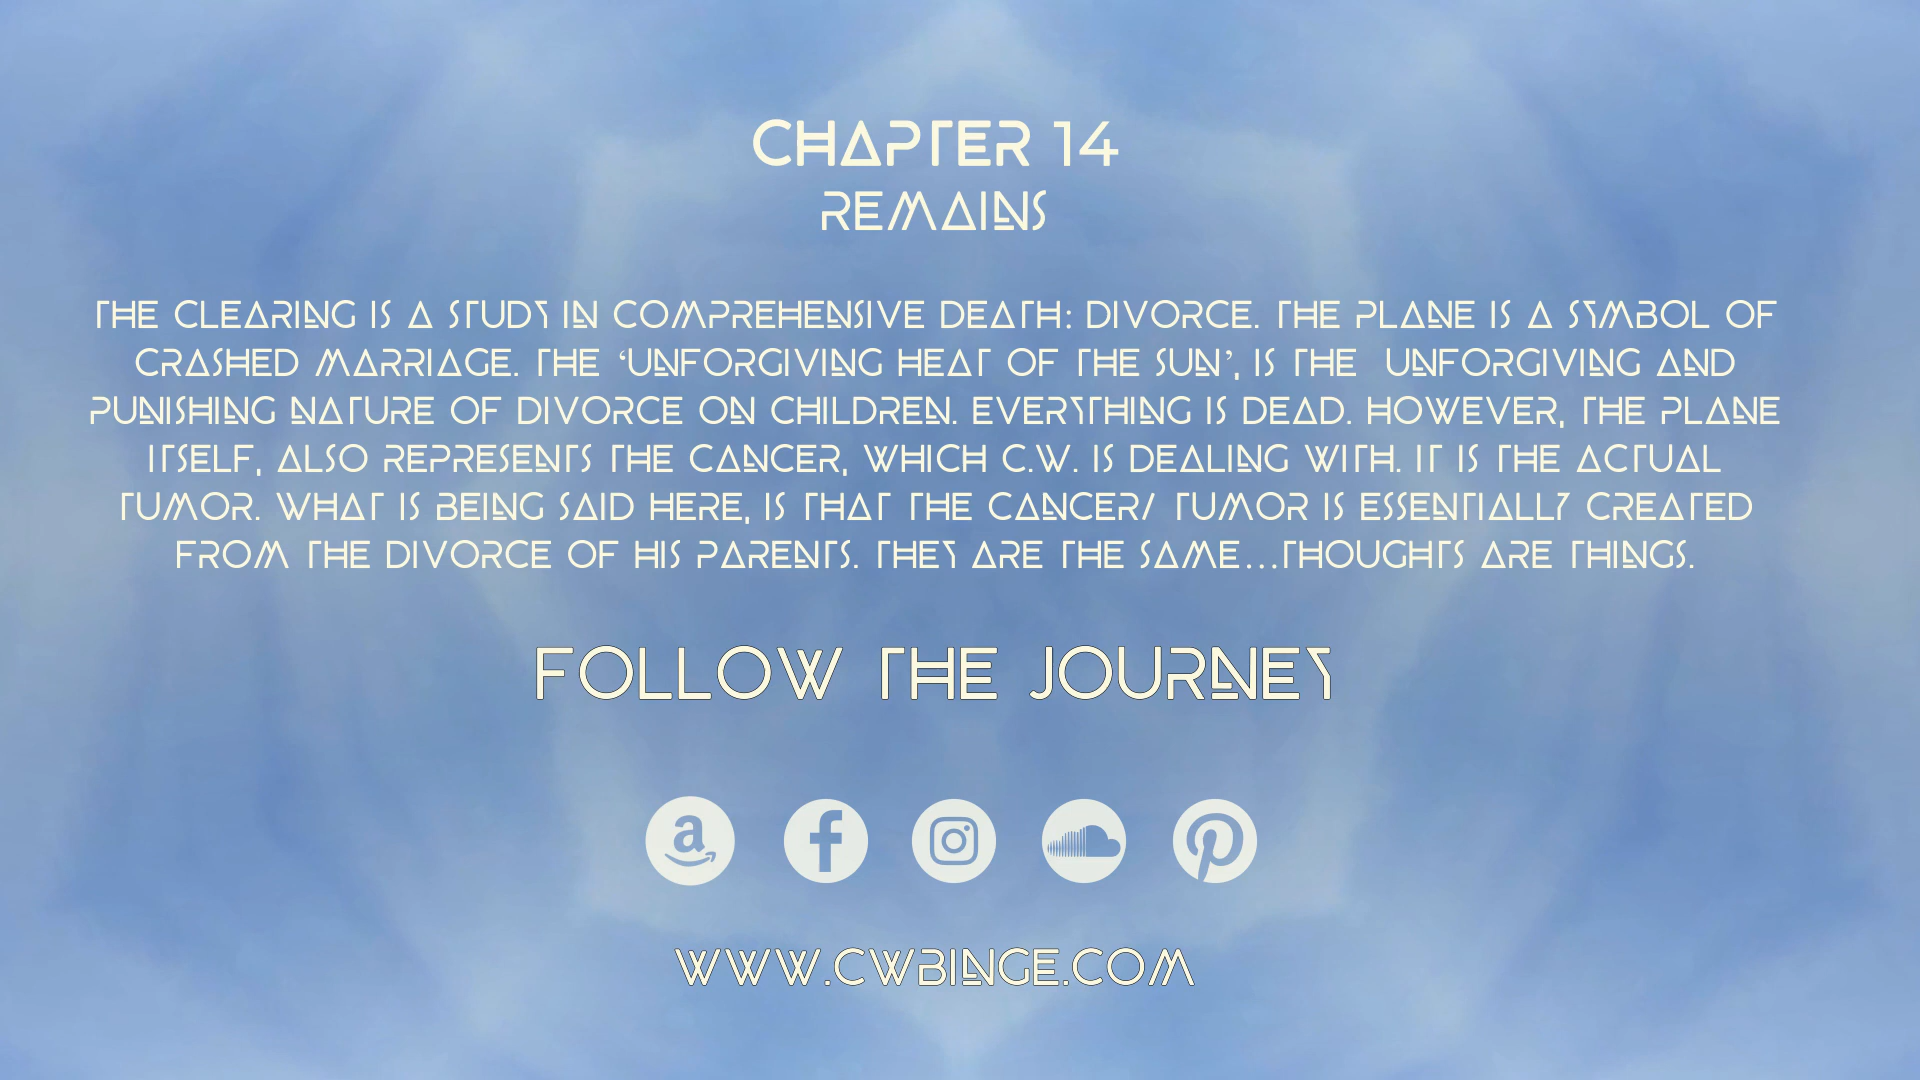 CHAPTER 14
REMAINS
THE CLEARING IS A STUDY IN COMPREHENSIVE DEATH: DIVORCE. THE PLANE IS A SYMBOL OF
CRASHED MARRIAGE. THE ‘UNFORGIVING HEAT OF THE SUN’, IS THE UNFORGIVING AND
PUNISHING NATURE OF DIVORCE ON CHILDREN. EVERYTHING IS DEAD. HOWEVER, THE PLANE
ITSELF, ALSO REPRESENTS THE CANCER, WHICH C.W. IS DEALING WITH. IT IS THE ACTUAL
TUMOR. WHAT IS BEING SAID HERE, IS THAT THE CANCER/ TUMOR IS ESSENTIALLY CREATED
FROM THE DIVORCE OF HIS PARENTS. THEY ARE THE SAME...THOUGHTS ARE THINGS.
FOLLOW THE JOURNEY
WWW.CWBINGE.COM